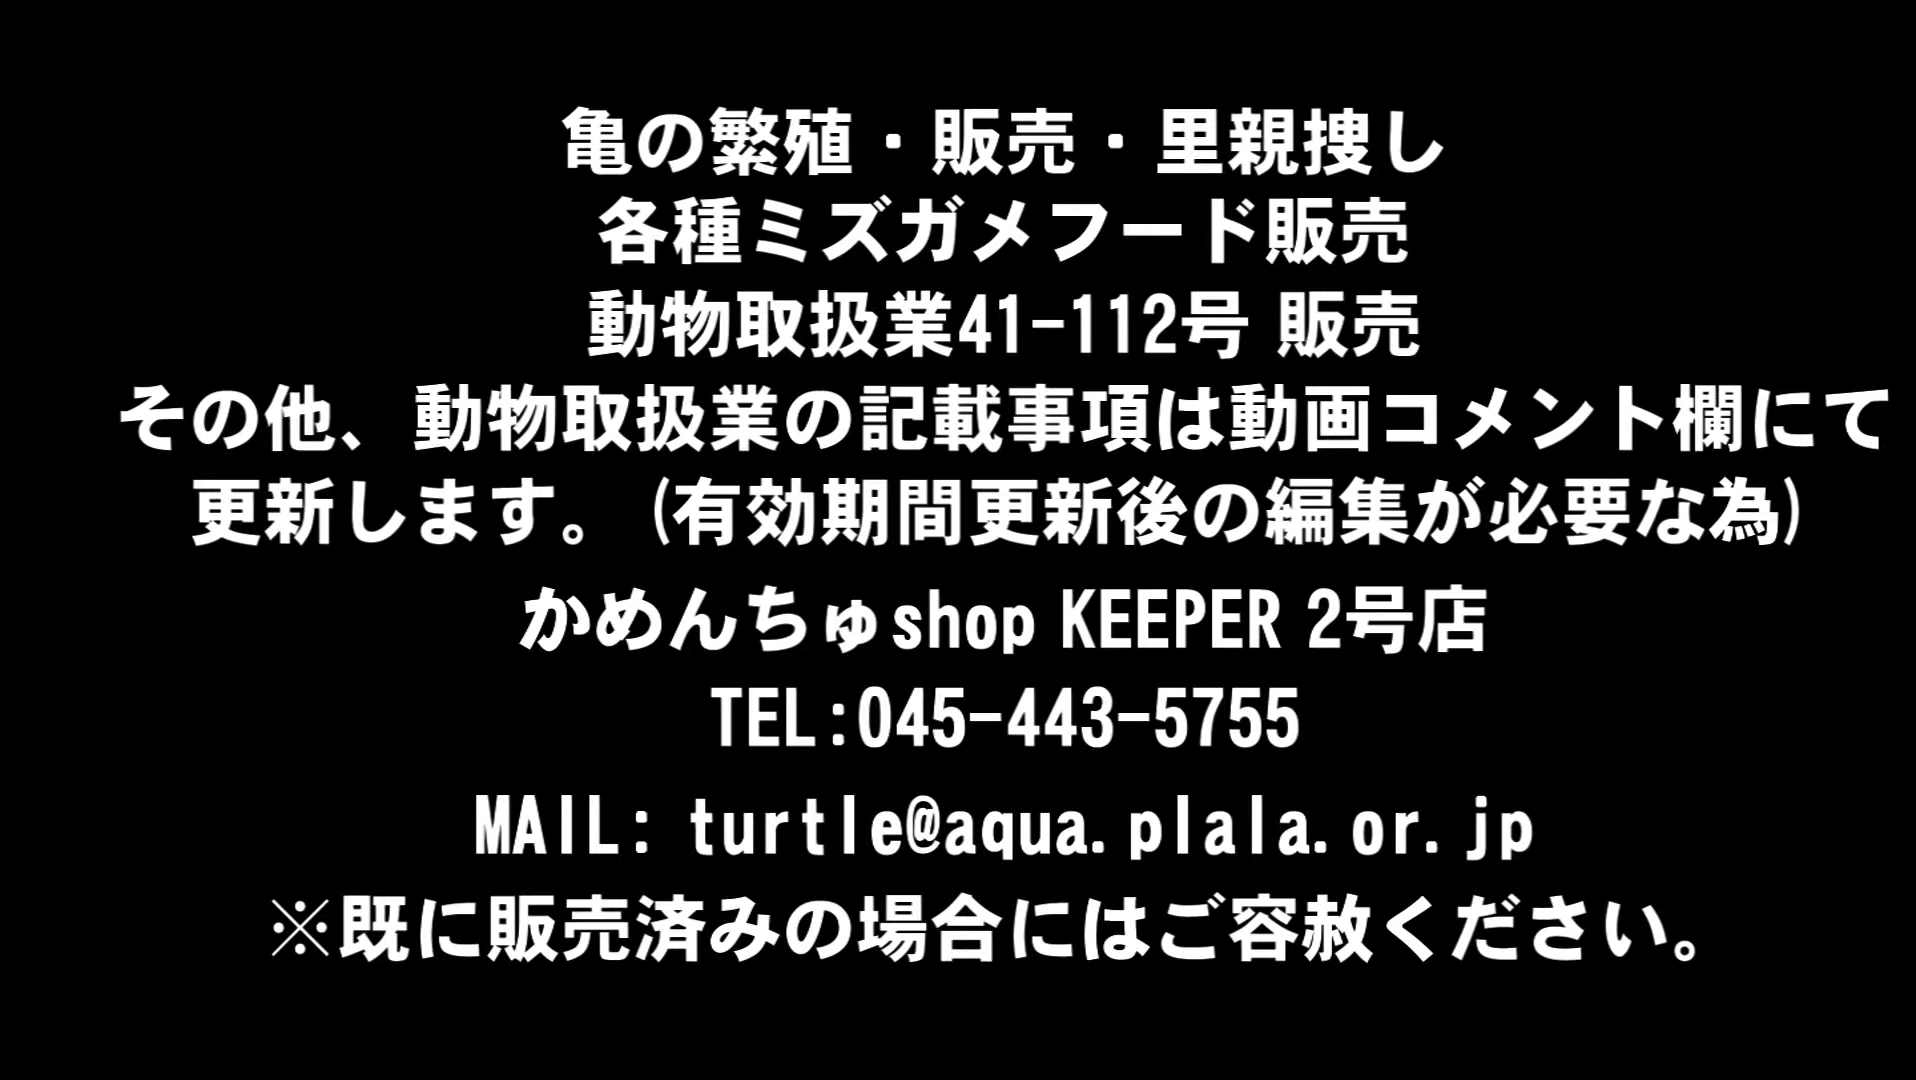 亀の繁殖・販売・里親捜し
各種ミズガメフード販売
動物取扱業41-112号 販売
その他、動物取扱業の記載事項は動画コメント欄にて
更新します。(有効期間更新後の編集が必要な為)
かめんちゅshop KEEPER 2号店
TEL:045-443-5755
MAIL: turtle@aqua.plala.or.jp
※既に販売済みの場合にはご容赦ください。